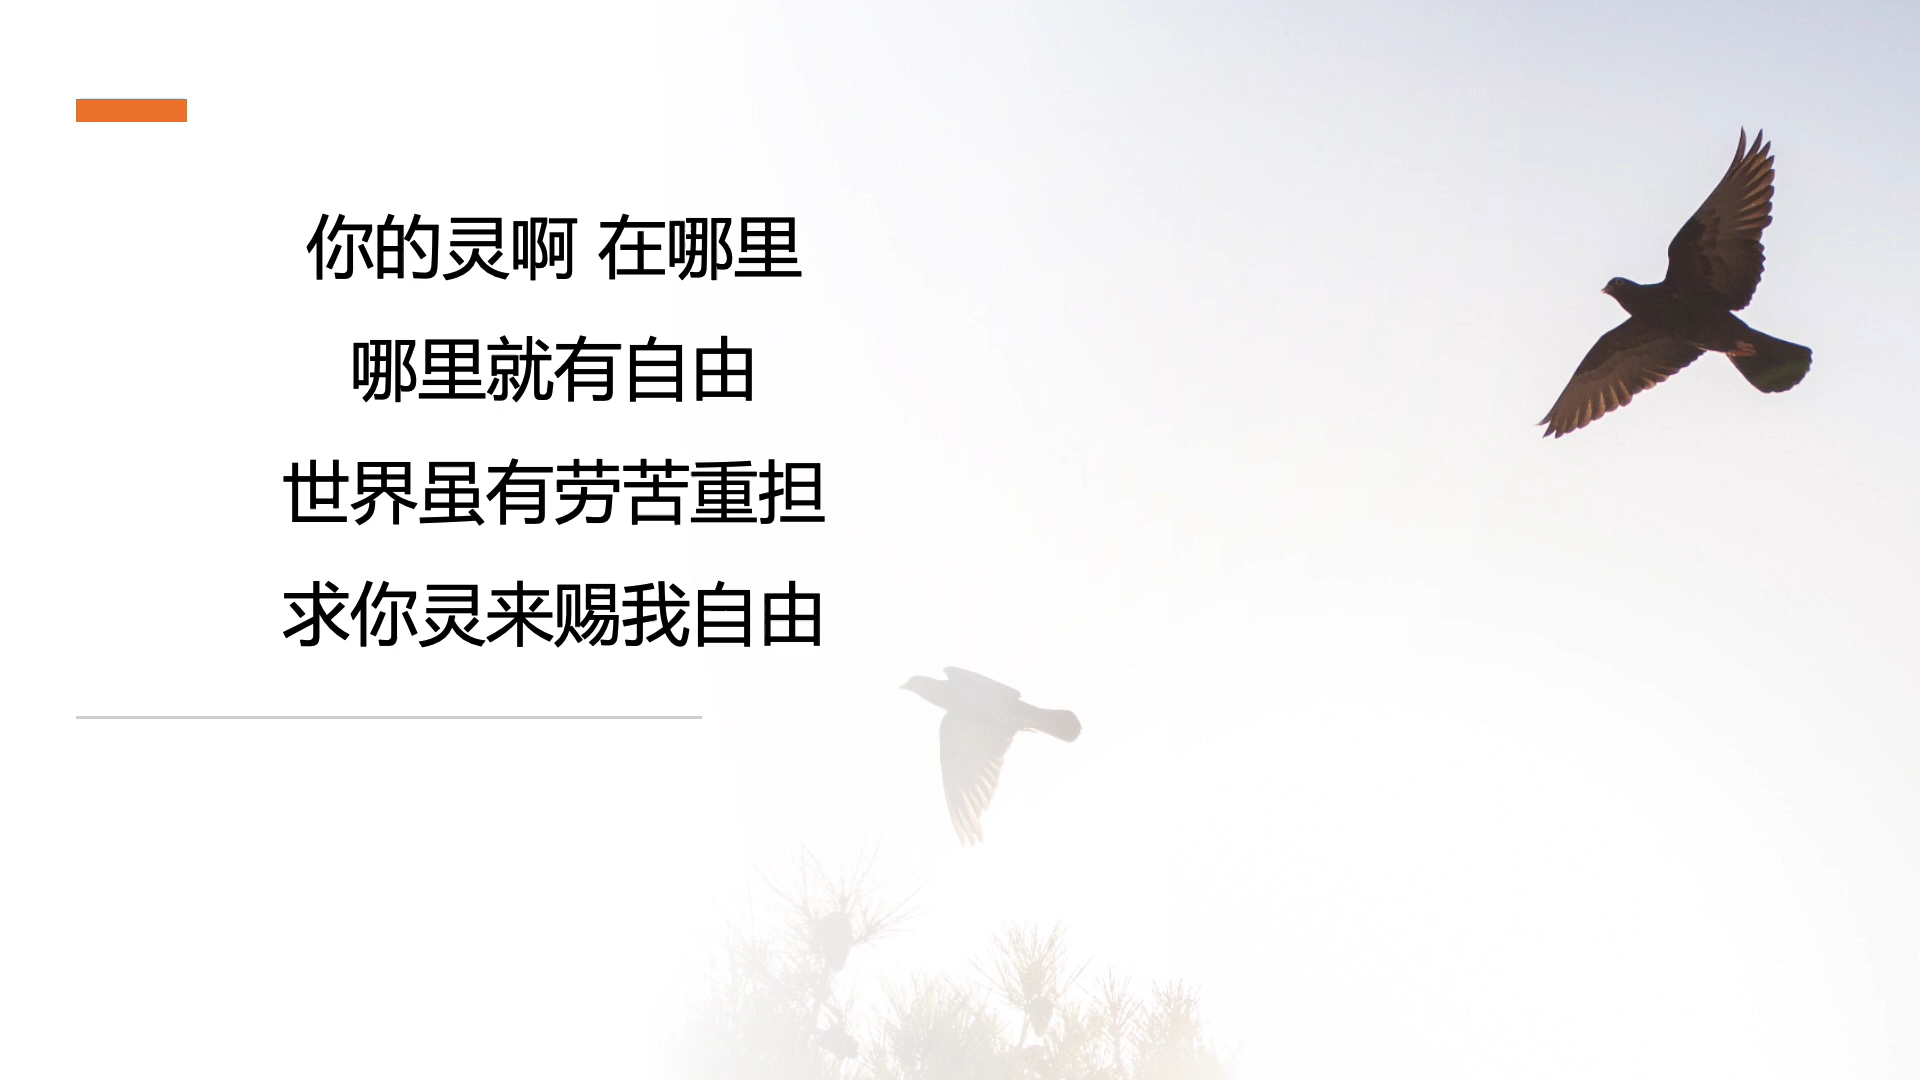 你的灵啊 在哪里
哪里就有自由
世界虽有劳苦重担
求你灵来赐我自由